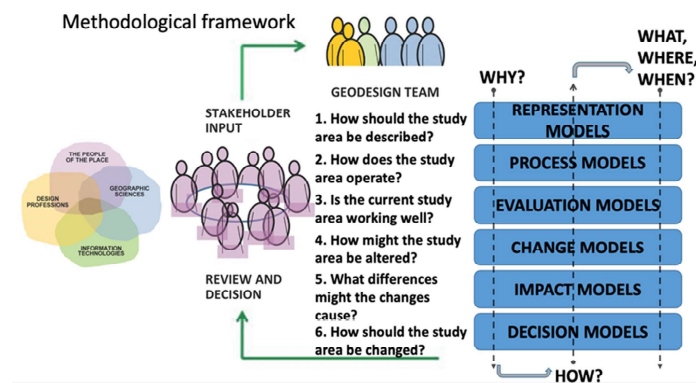 Methodological framework
THE PEOPLE
OF THE PLACE
DESIGN
PROFESSIONS
GEOGRAPHIC
SCIENCES
INFORMATION
TECHNOLOGIES
STAKEHOLDER
INPUT
REVIEW AND
DECISION
GEODESIGN TEAM
1. How should the study
area be described?
2. How does the study
area operate?
3. Is the current study
area working well?
4. How might the study
area be altered?
5. What differences
might the changes
cause?
6. How should the study
area be changed?
WHY?
WHAT,
WHERE,
WHEN?
REPRESENTATION
MODELS
PROCESS MODELS
EVALUATION MODELS
CHANGE MODELS
IMPACT MODELS
DECISION MODELS
HOW?